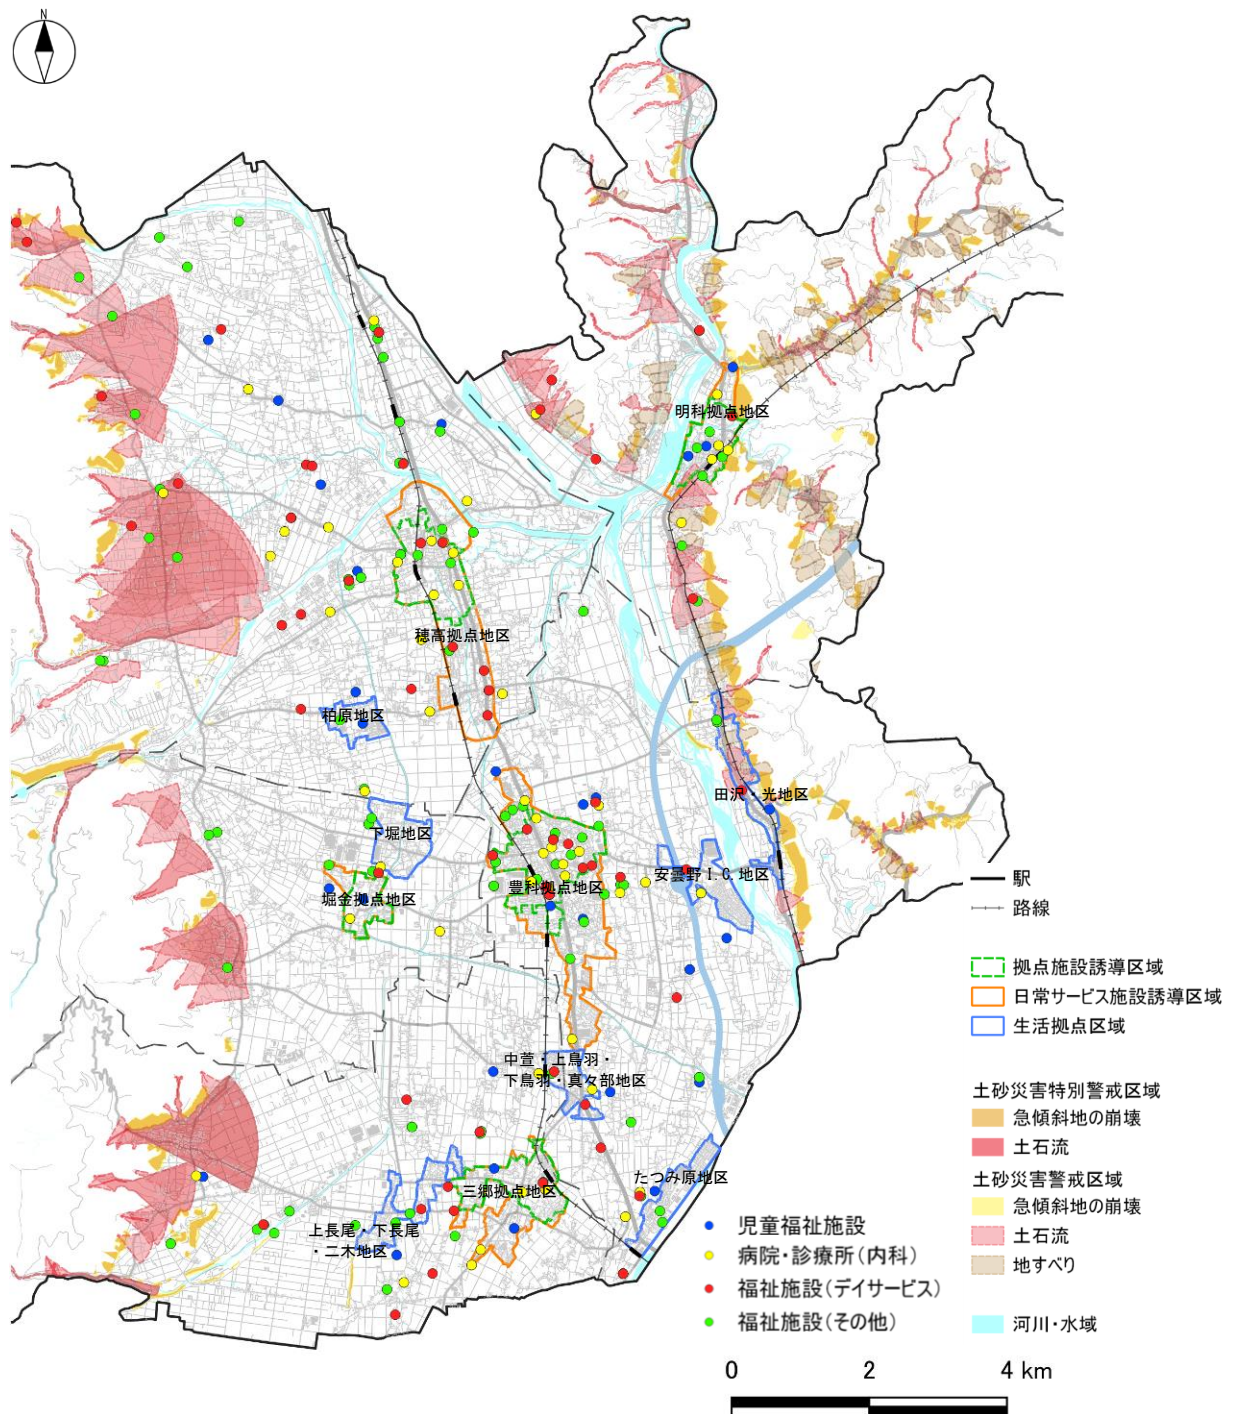 N
明科拠点地区
穂高拠点地区
柏原地区
田沢・光地区
下堀地区
安曇野I.C.地区
豊科拠点地区
堀金拠点地区
中萱・上鳥羽・
下鳥羽・真々部地区
たつみ原地区
三郷拠点地区
上長尾・下長尾
・二木地区
駅
路線
拠点施設誘導区域
日常サービス施設誘導区域
生活拠点区域
土砂災害特別警戒区域
急傾斜地の崩壊
土石流
土砂災害警戒区域
急傾斜地の崩壊
土石流
地すべり
河川・水域
児童福祉施設
病院・診療所(内科)
福祉施設(デイサービス)
福祉施設(その他)
0 2 4 km